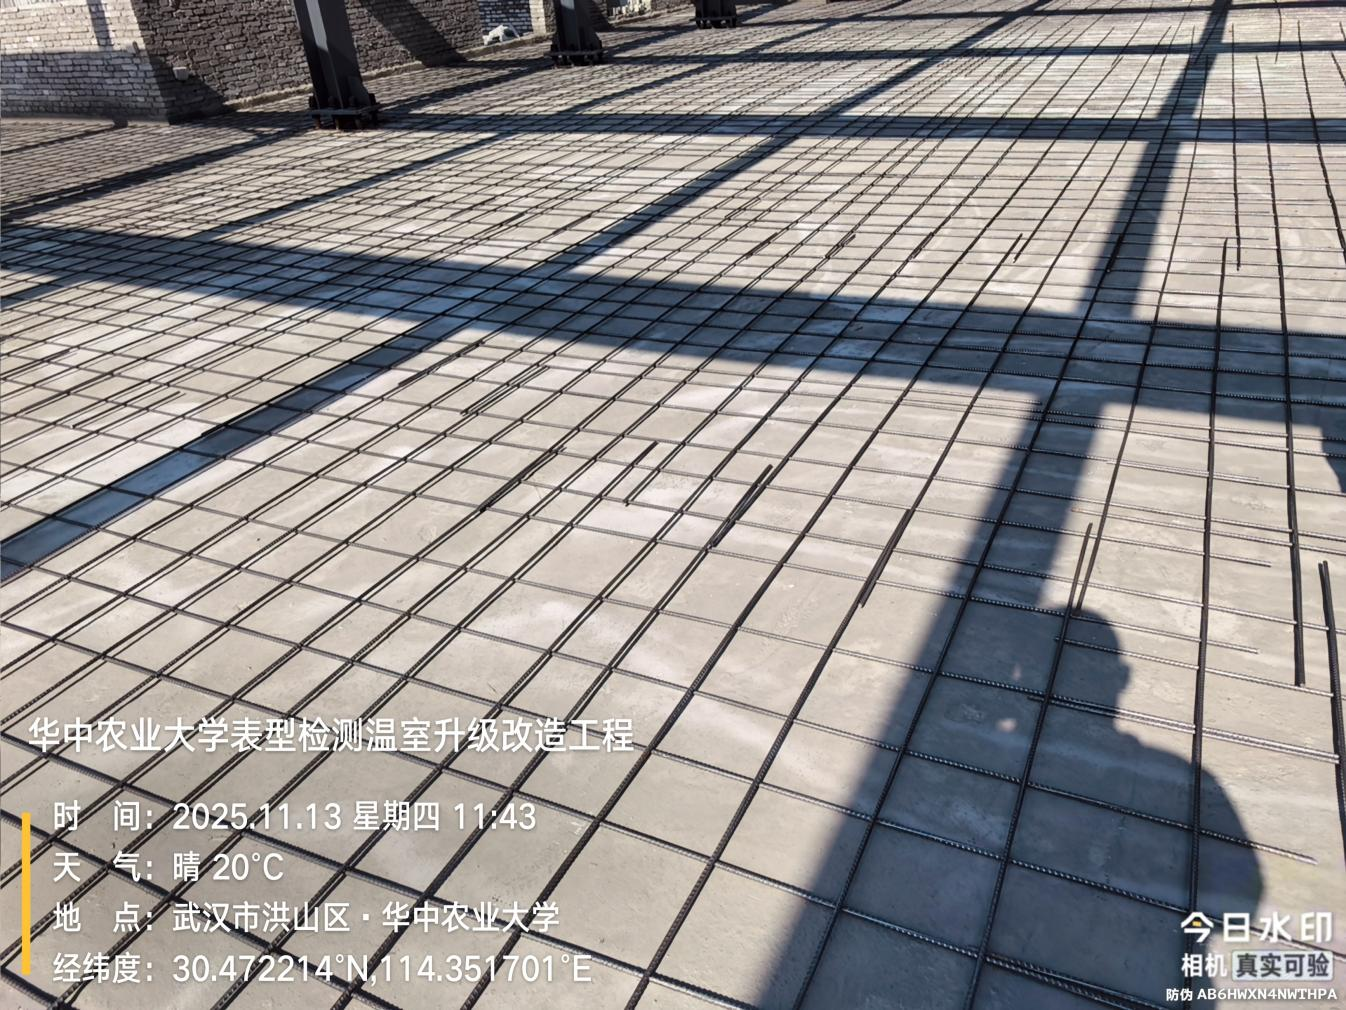 华中农业大学表型检测温室升级改造工程
时 间：2025.11.13 星期四 11:43
天 气：晴 20°C
地 点：武汉市洪山区·华中农业大学
经纬度：30.472214°N,114.351701°E
今日水印
相机 真实可验
防伪 AB6HWXN4NWTHPA